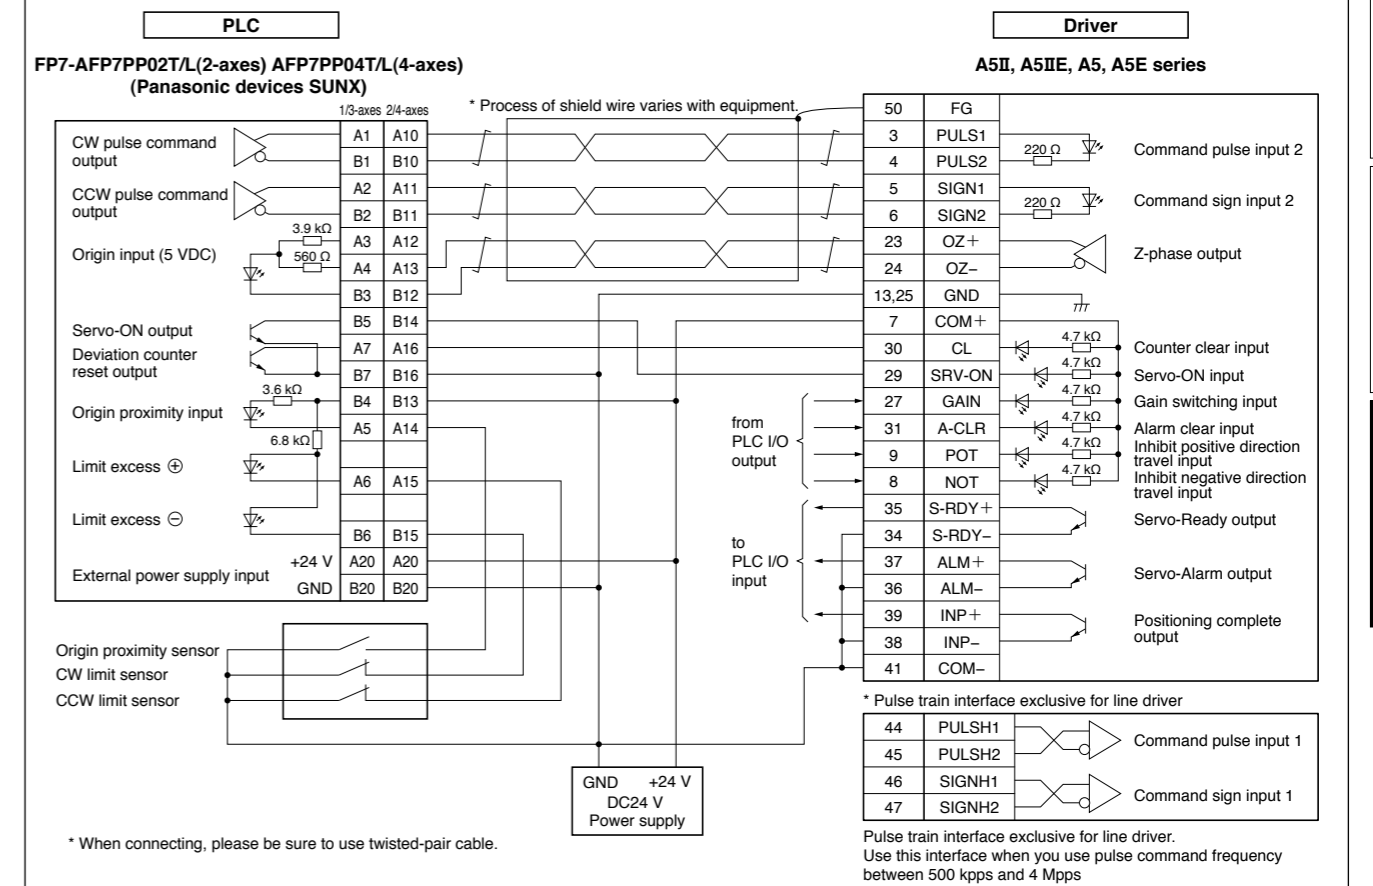 PLC
Driver
FP7-AFP7PP02T/L(2-axes) AFP7PP04T/L(4-axes)
(Panasonic devices SUNX)
A5II, A5IIE, A5, A5E series
1/3-axes 2/4-axes
* Process of shield wire varies with equipment.
CW pulse command
output
A1 A10
B1 B10
CCW pulse command
output
A2 A11
B2 B11
Origin input (5 VDC)
3.9 kΩ
560 Ω
A3 A12
A4 A13
B3 B12
Servo-ON output
B5 B14
Deviation counter
reset output
A7 A16
B7 B16
Origin proximity input
3.6 kΩ
B4 B13
A5 A14
6.8 kΩ
Limit excess ⊕
A6 A15
Limit excess ⊖
B6 B15
External power supply input
+24 V A20 A20
GND B20 B20
Origin proximity sensor
CW limit sensor
CCW limit sensor
GND +24 V
DC24 V
Power supply
* When connecting, please be sure to use twisted-pair cable.
from
PLC I/O
output
to
PLC I/O
input
50 FG
3 PULS1
4 PULS2
220 Ω
Command pulse input 2
5 SIGN1
6 SIGN2
220 Ω
Command sign input 2
23 OZ+
24 OZ−
Z-phase output
13,25 GND
7 COM+
30 CL 4.7 kΩ Counter clear input
29 SRV-ON 4.7 kΩ Servo-ON input
27 GAIN 4.7 kΩ Gain switching input
31 A-CLR 4.7 kΩ Alarm clear input
9 POT 4.7 kΩ Inhibit positive direction
travel input
8 NOT 4.7 kΩ Inhibit negative direction
travel input
35 S-RDY+
34 S-RDY−
Servo-Ready output
37 ALM+
36 ALM−
Servo-Alarm output
39 INP+
38 INP−
Positioning complete
output
41 COM−
* Pulse train interface exclusive for line driver
44 PULSH1
45 PULSH2
Command pulse input 1
46 SIGNH1
47 SIGNH2
Command sign input 1
Pulse train interface exclusive for line driver.
Use this interface when you use pulse command frequency
between 500 kpps and 4 Mpps